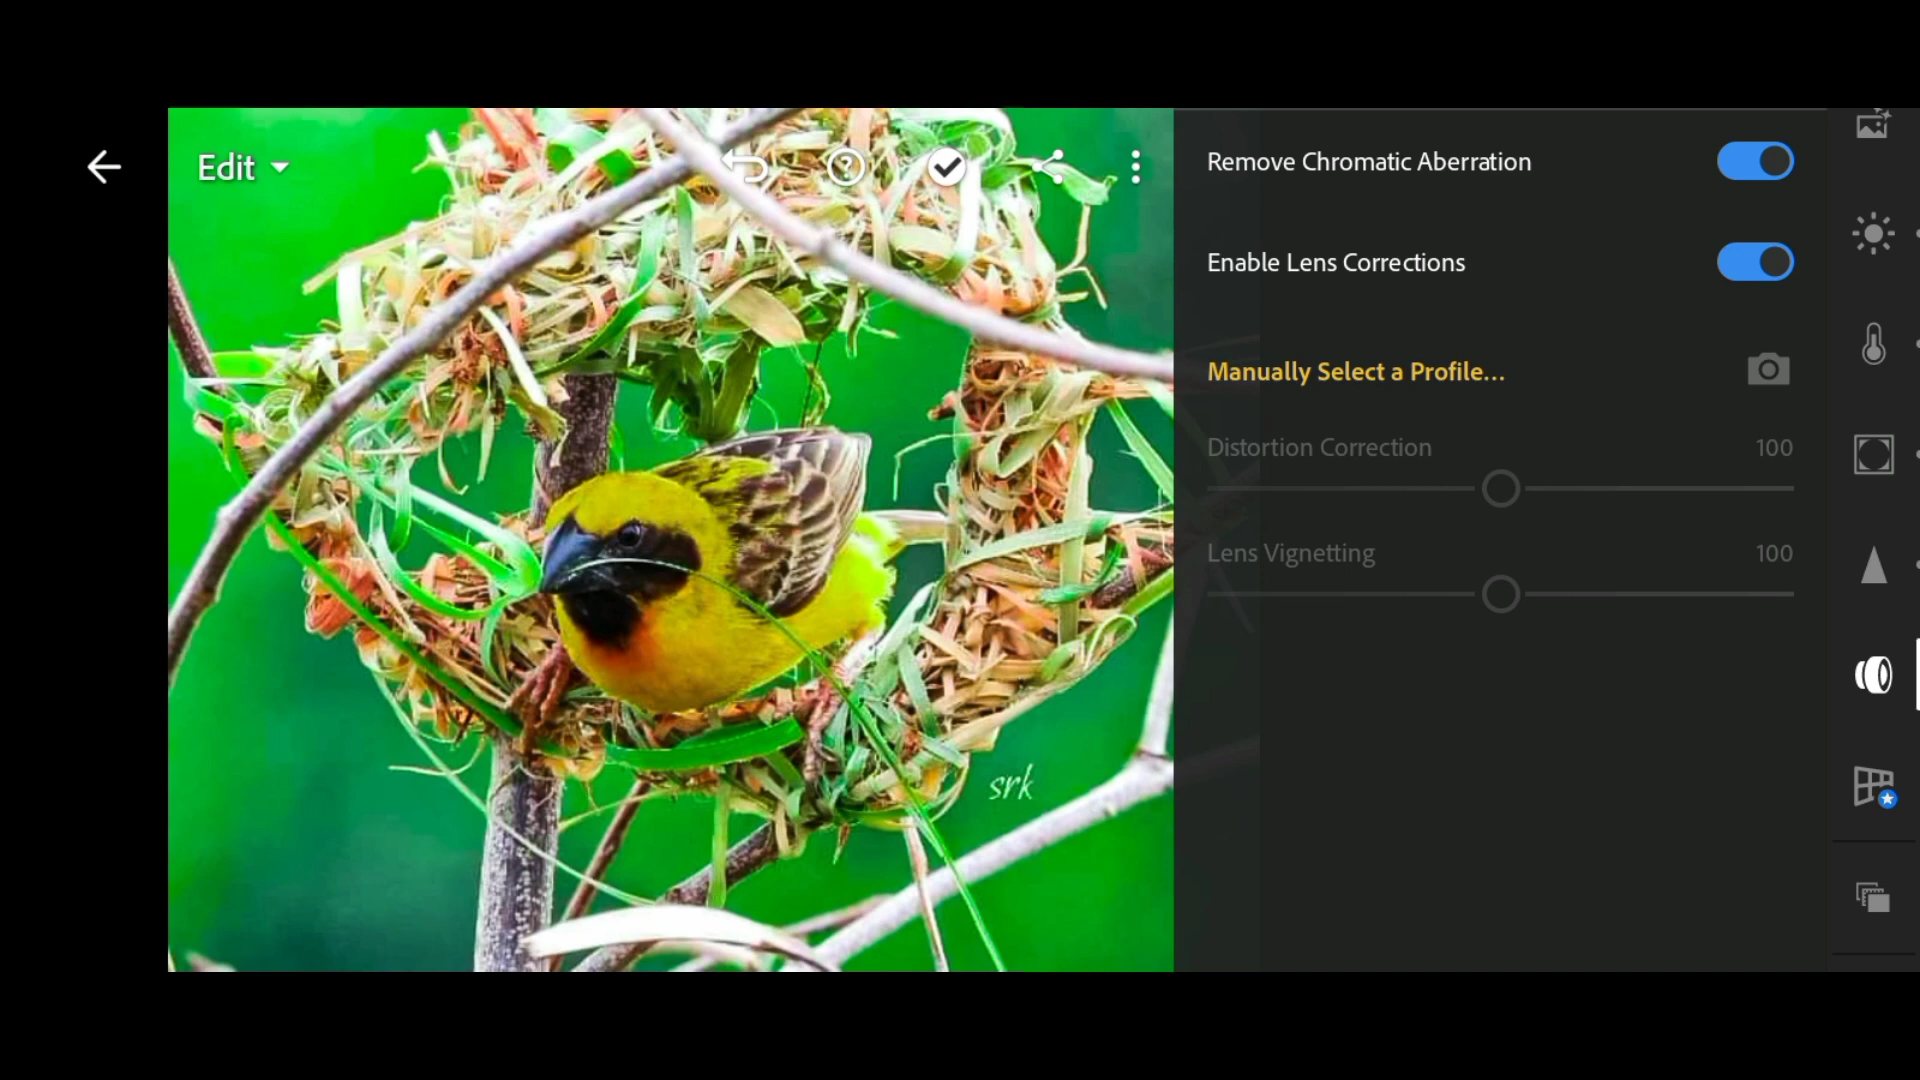 Edit
Remove Chromatic Aberration
Enable Lens Corrections
Manually Select a Profile...
Distortion Correction 100
Lens Vignetting 100
srk